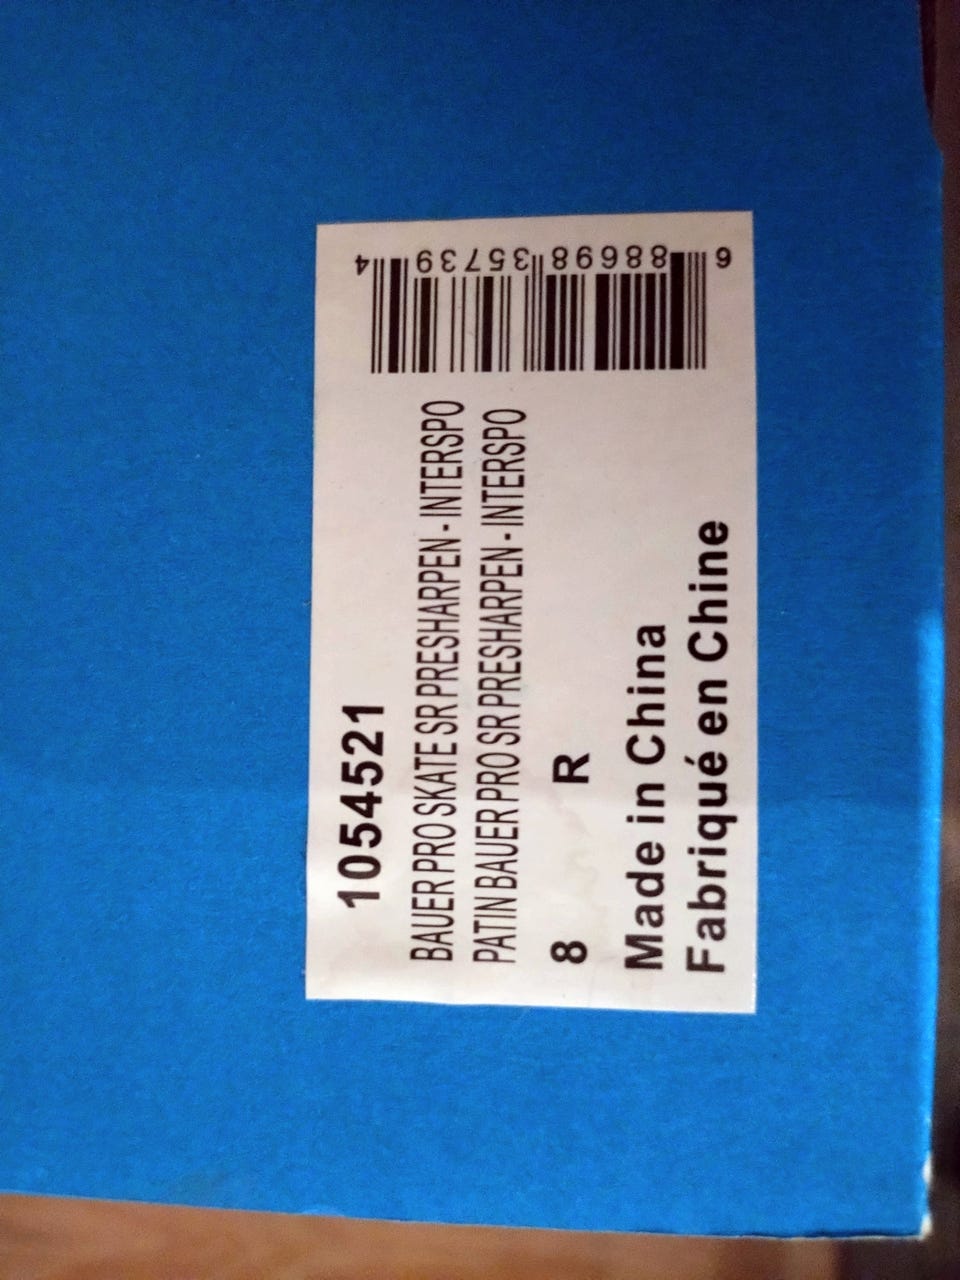 1054521
BAUER PRO SKATE SR PRESHARPEN - INTERSPO
PATIN BAUER PRO SR PRESHARPEN - INTERSPO
8 R
Made in China
Fabriqué en Chine
6 88698 35739 4